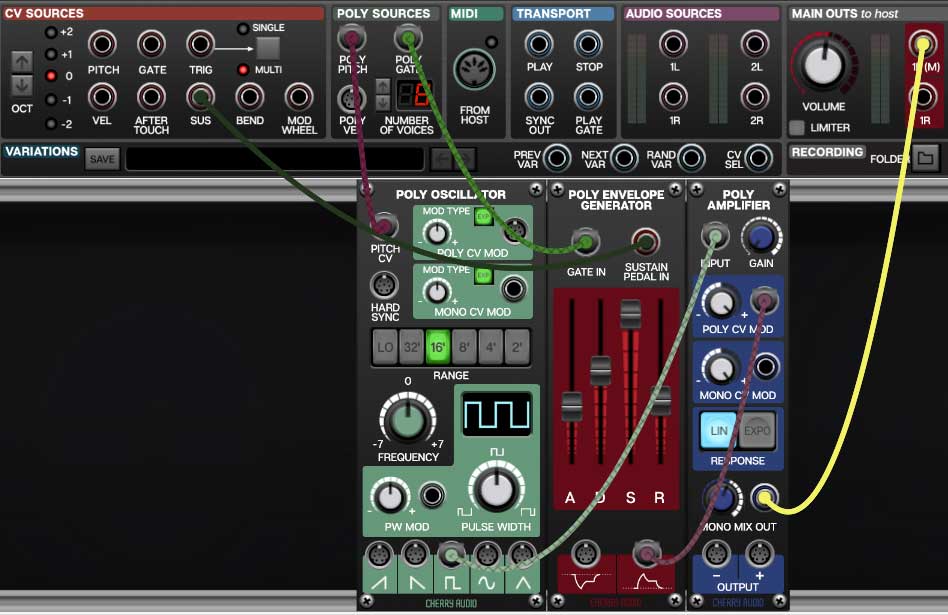 CV SOURCES
POLY SOURCES
MIDI
TRANSPORT
AUDIO SOURCES
MAIN OUTS to host
+2
+1
0
-1
-2
OCT
PITCH
GATE
TRIG
SINGLE
MULTI
VEL
AFTER
TOUCH
SUS
BEND
MOD
WHEEL
POLY
PITCH
POLY
GATE
POLY
VEL
NUMBER
OF VOICES
FROM
HOST
PLAY
STOP
SYNC
OUT
PLAY
GATE
1L
2L
1R
2R
VOLUME
LIMITER
1R
VARIATIONS
SAVE
PREV
VAR
NEXT
VAR
RAND
VAR
CV
SEL
RECORDING
FOLDER
POLY OSCILLATOR
PITCH
CV
MOD TYPE
EXP
- +
POLY CV MOD
HARD
SYNC
MOD TYPE
EXP
- +
MONO CV MOD
LO 32' 16' 8' 4' 2'
RANGE
0
-7 +7
FREQUENCY
- +
PW MOD
PULSE WIDTH
CHERRY AUDIO
POLY ENVELOPE
GENERATOR
GATE IN
SUSTAIN
PEDAL IN
A D S R
CHERRY AUDIO
POLY
AMPLIFIER
INPUT
GAIN
- +
POLY CV MOD
- +
MONO CV MOD
LIN EXPO
RESPONSE
MONO MIX OUT
- +
OUTPUT
CHERRY AUDIO